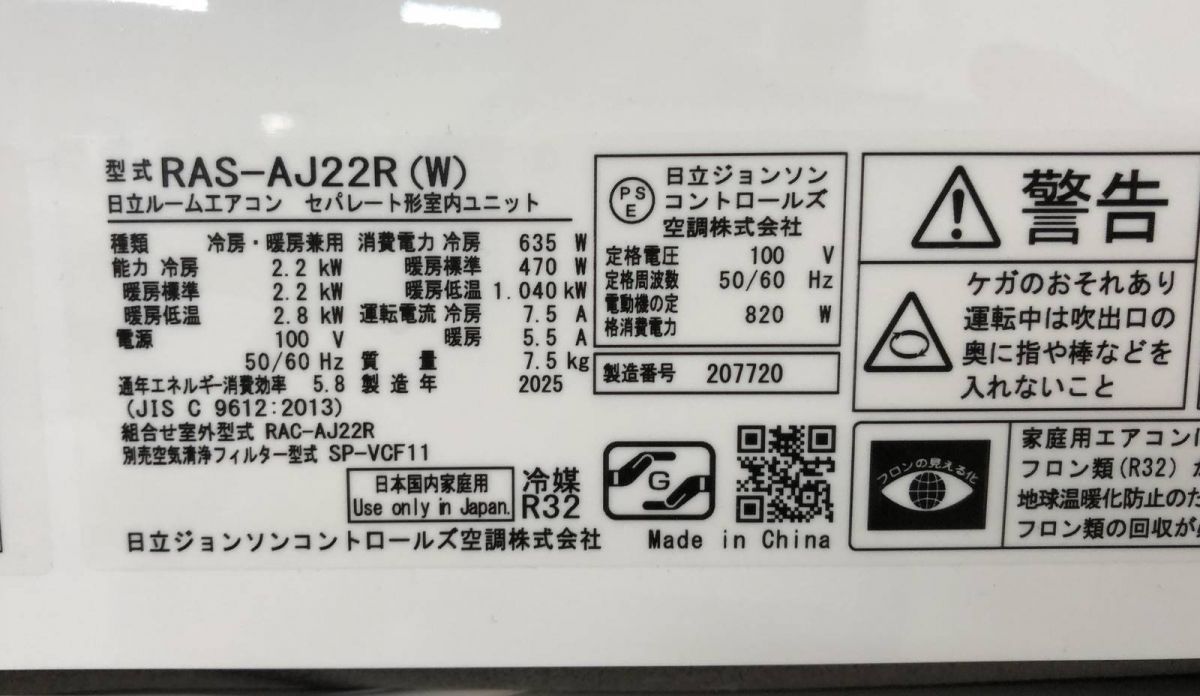 型式 RAS-AJ22R(W)
日立ルームエアコン セパレート形室内ユニット
種類 冷房・暖房兼用
能力 冷房 2.2 kW
暖房標準 2.2 kW
暖房低温 2.8 kW
電源 100 V
50/60 Hz
通年エネルギー消費効率 5.8
(JIS C 9612:2013)
消費電力 冷房 635 W
暖房標準 470 W
暖房低温 1.040 kW
運転電流 冷房 7.5 A
暖房 5.5 A
質量 7.5 kg
製造年 2025
組合せ室外型式 RAC-AJ22R
別売空気清浄フィルター型式 SP-VCF11
日本国内家庭用
Use only in Japan.
冷媒
R32
G
日立ジョンソンコントロールズ空調株式会社
Made in China
PS
E
日立ジョンソン
コントロールズ
空調株式会社
定格電圧 100 V
定格周波数 50/60 Hz
電動機の定
格消費電力 820 W
製造番号 207720
警告
ケガのおそれあり
運転中は吹出口の
奥に指や棒などを
入れないこと
フロンの見える化
家庭用エアコンに
フロン類(R32)が
地球温暖化防止のた
フロン類の回収が